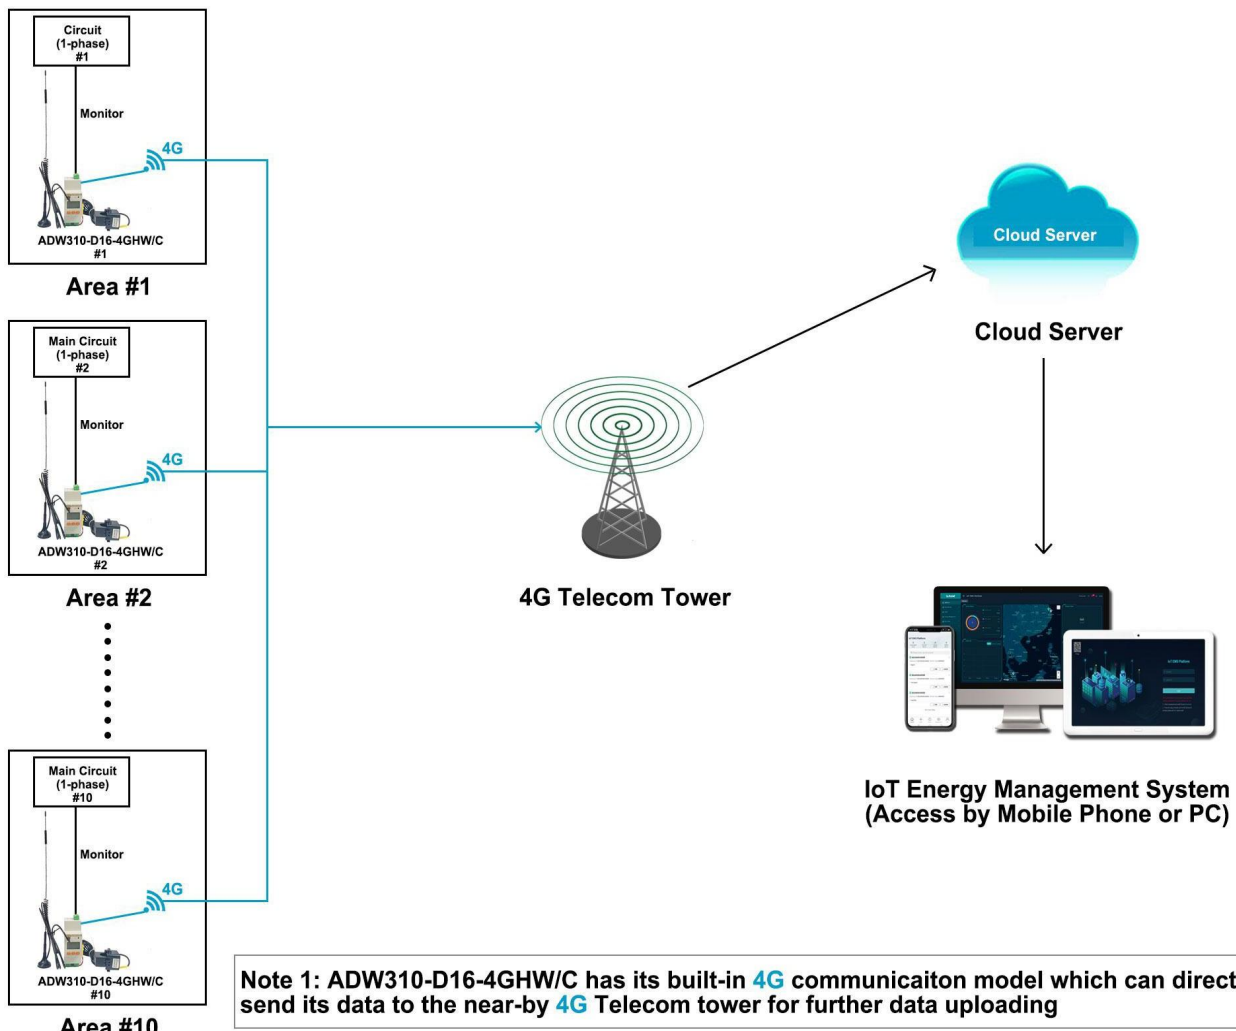 Circuit
(1-phase)
#1
Monitor
4G
ADW310-D16-4GHW/C
#1
Area #1
Main Circuit
(1-phase)
#2
Monitor
4G
ADW310-D16-4GHW/C
#2
Area #2
Main Circuit
(1-phase)
#10
Monitor
4G
ADW310-D16-4GHW/C
#10
Area #10
4G Telecom Tower
Cloud Server
Cloud Server
IoT Energy Management System
(Access by Mobile Phone or PC)
Note 1: ADW310-D16-4GHW/C has its built-in 4G communicaiton model which can direct
send its data to the near-by 4G Telecom tower for further data uploading